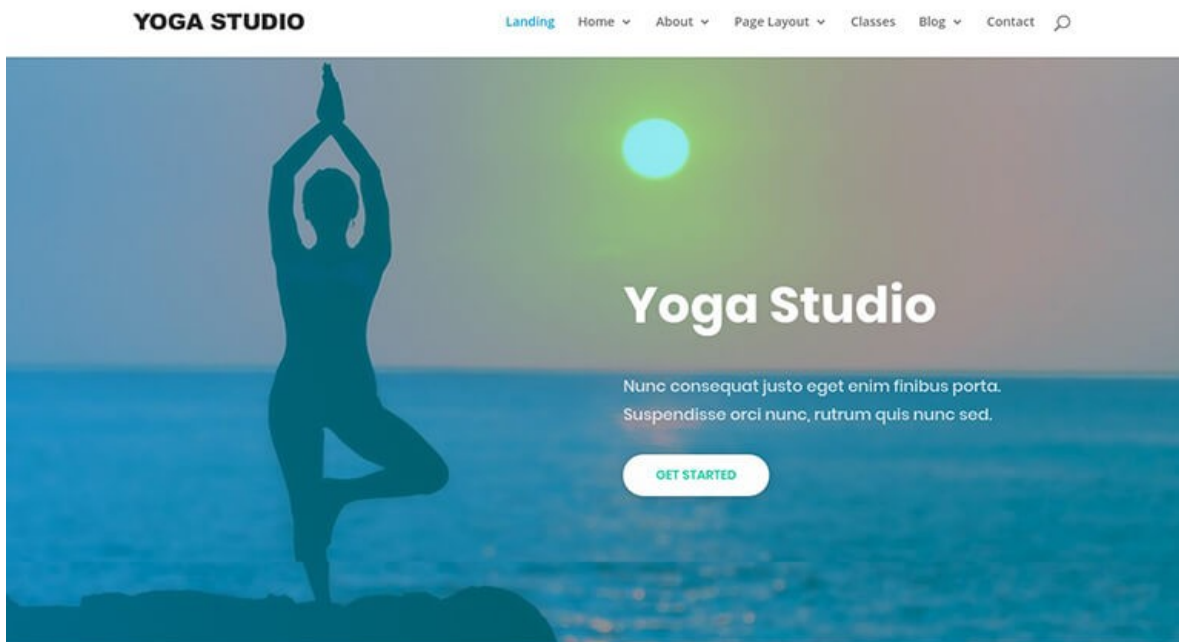 YOGA STUDIO
Landing Home About Page Layout Classes Blog Contact
Yoga Studio
Nunc consequat justo eget enim finibus porta.
Suspendisse orci nunc, rutrum quis nunc sed.
GET STARTED